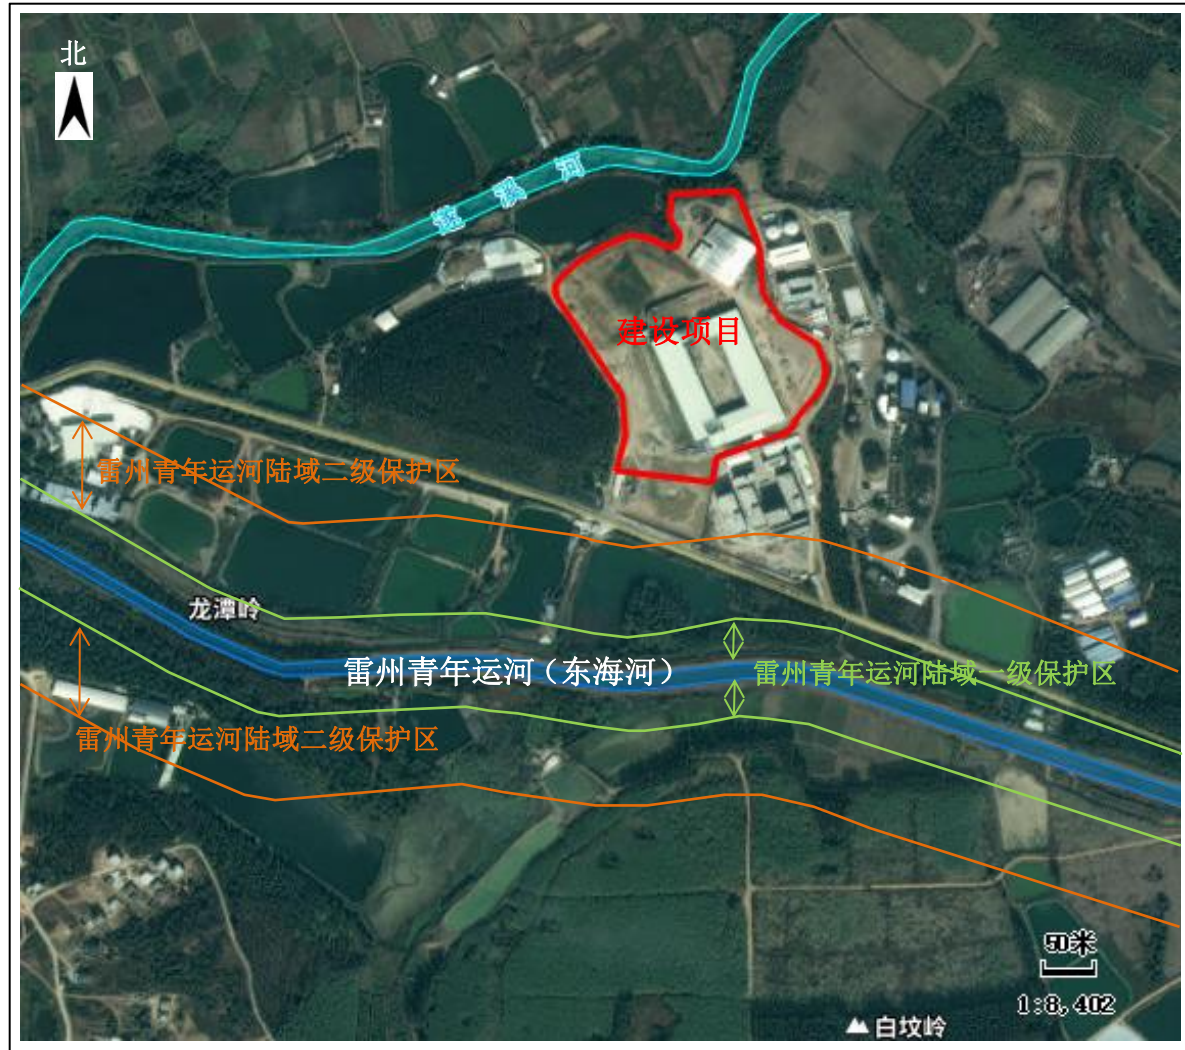 北
河
溪
建设项目
雷州青年运河陆域二级保护区
龙潭岭
雷州青年运河（东海河）
雷州青年运河陆域一级保护区
雷州青年运河陆域二级保护区
50米
1:8,402
白坟岭